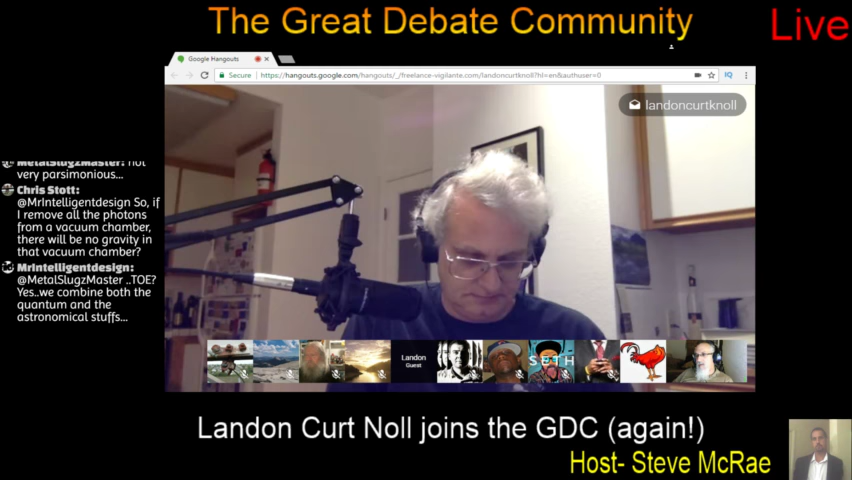 The Great Debate Community
Live
Google Hangouts
Secure
https://hangouts.google.com/hangouts/_/freelance-vigilante.com/landoncurtknoll?hl=en&authuser=0
IQ
landoncurtknoll
MetalSlugzMaster: not
very parsimonious...
Chris Stott:
@MrIntelligentdesign So, if
I remove all the photons
from a vacuum chamber,
there will be no gravity in
that vacuum chamber?
MrIntelligentdesign:
@MetalSlugzMaster ..TOE?
Yes..we combine both the
quantum and the
astronomical stuffs...
Landon
Guest
SETH
Landon Curt Noll joins the GDC (again!)
Host- Steve McRae